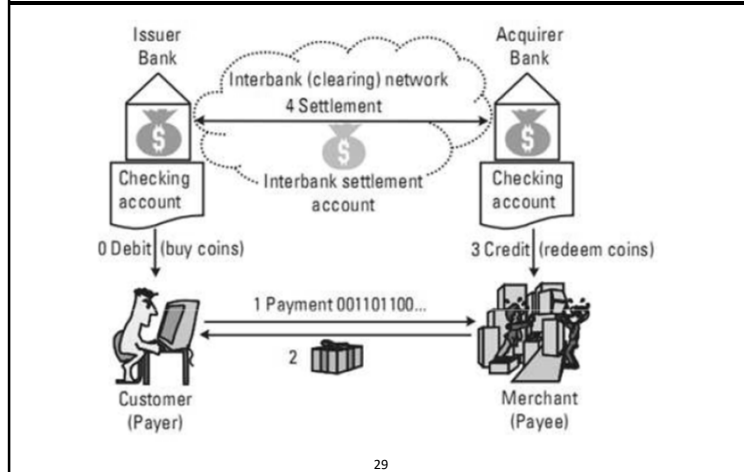 Issuer
Bank
Acquirer
Bank
Interbank (clearing) network
4 Settlement
$
$
$
Checking
account
Interbank settlement
account
Checking
account
0 Debit (buy coins)
3 Credit (redeem coins)
1 Payment 001101100...
2
Customer
(Payer)
Merchant
(Payee)
29